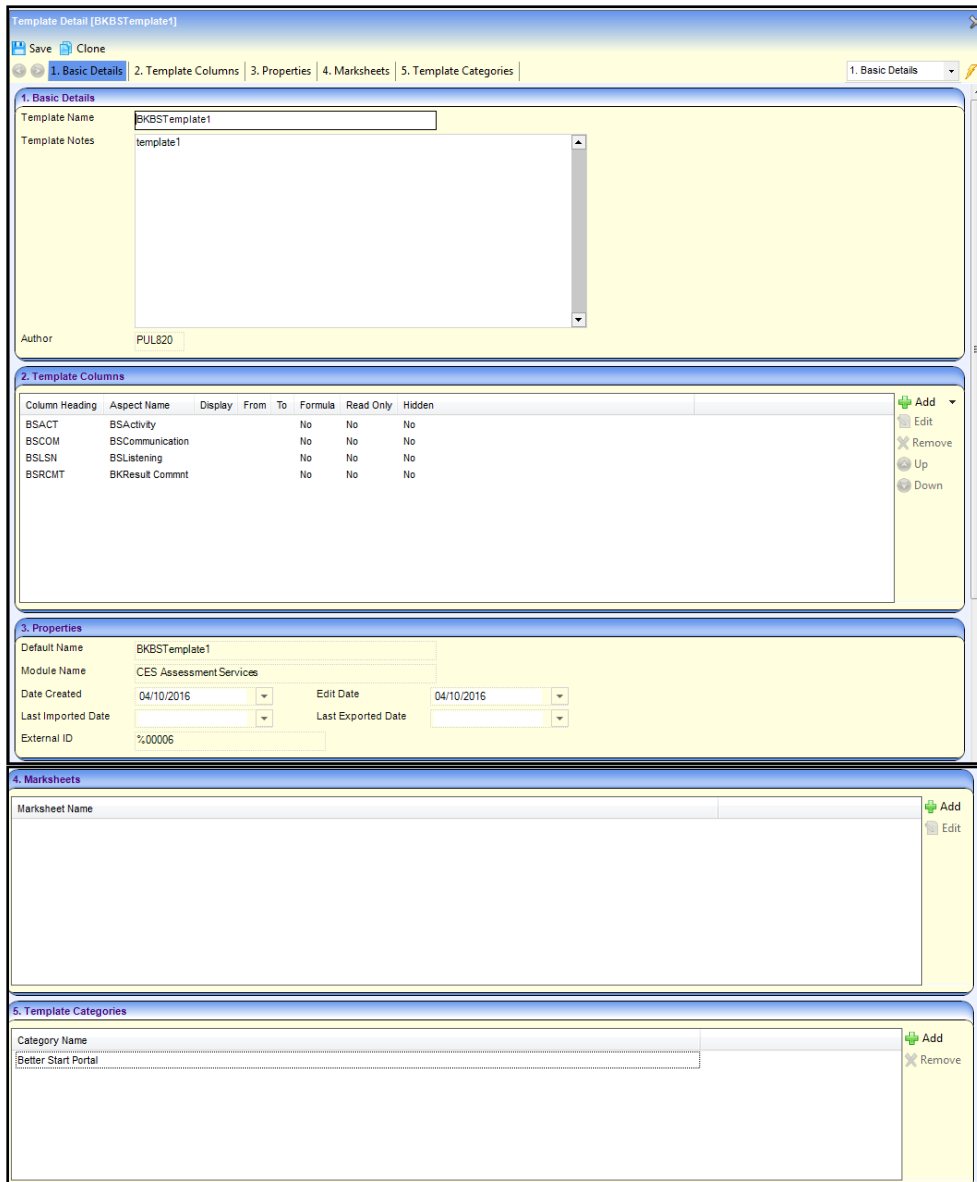 Template Detail [BKBSTemplate1]
Save Clone
1. Basic Details 2. Template Columns 3. Properties 4. Marksheets 5. Template Categories 1. Basic Details
1. Basic Details
Template Name BKBSTemplate1
Template Notes template1
Author PUL820
2. Template Columns
Column Heading Aspect Name Display From To Formula Read Only Hidden
BSACT BSActivity No No No
BSCOM BSCommunication No No No
BSLSN BSListening No No No
BSRCMT BKResult Commnt No No No
Add
Edit
Remove
Up
Down
3. Properties
Default Name BKBSTemplate1
Module Name CES Assessment Services
Date Created 04/10/2016 Edit Date 04/10/2016
Last Imported Date Last Exported Date
External ID %00006
4. Marksheets
Marksheet Name
Add
Edit
5. Template Categories
Category Name
Better Start Portal
Add
Remove